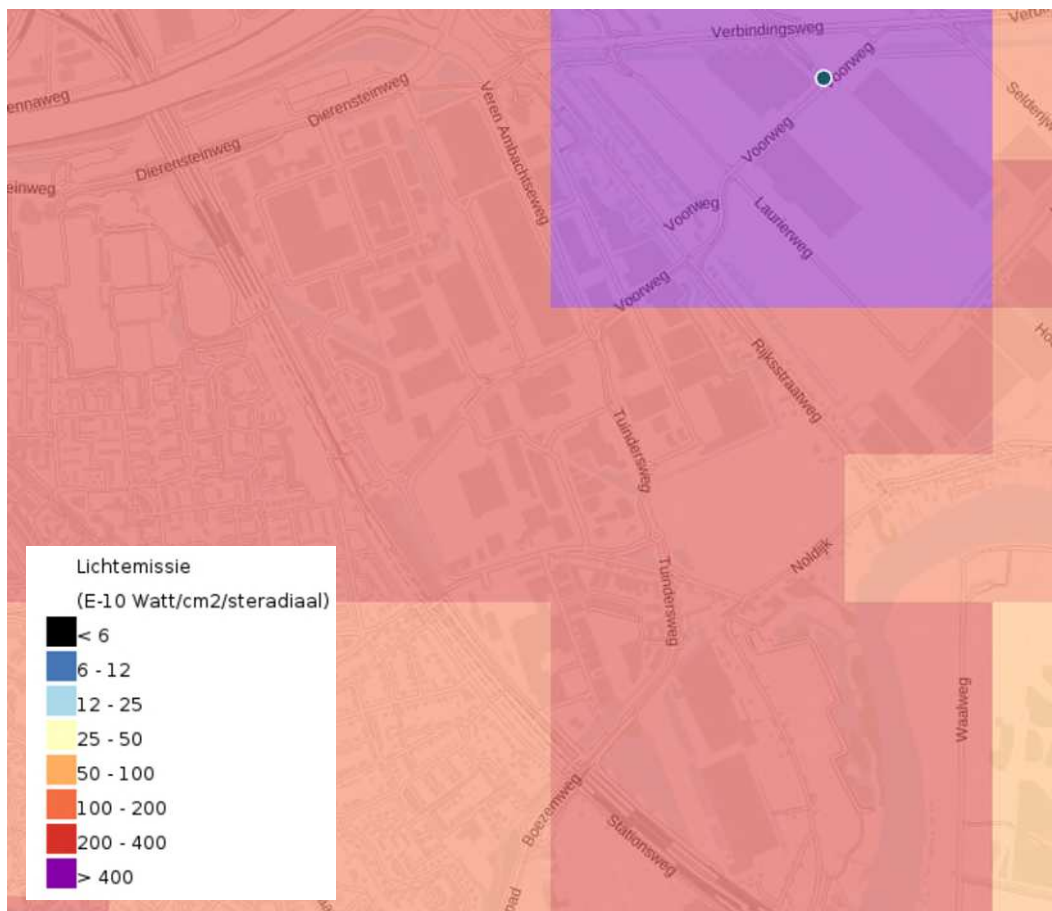 Verbindingsweg
Voorweg
ennaweg
Dierensteinweg
Veren Ambachtseweg
Voorweg
Dierensteinweg
einweg
Voorweg
Laurierweg
Voorweg
Rijksstraatweg
Tuindersweg
Noldijk
Tuindersweg
Waalweg
Boezemweg
Stationsweg
Lichtemissie
(E-10 Watt/cm2/steradiaal)
< 6
6 - 12
12 - 25
25 - 50
50 - 100
100 - 200
200 - 400
> 400